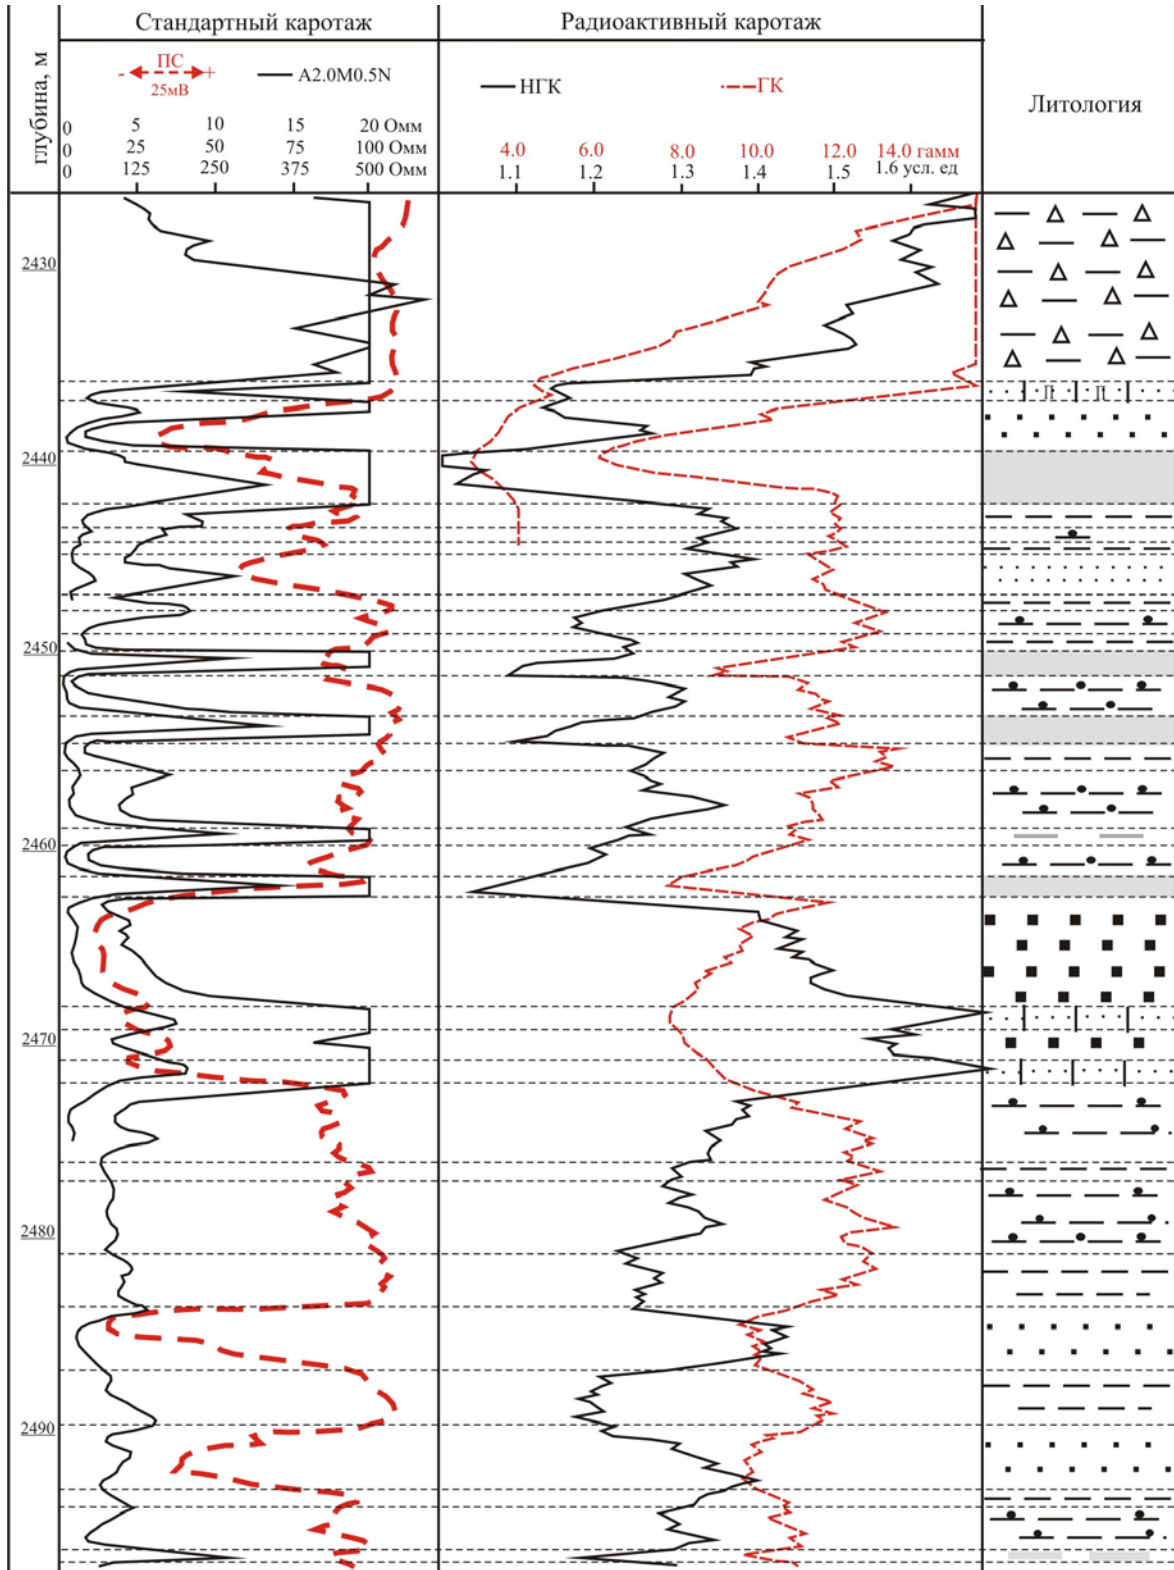 Стандартный каротаж
Радиоактивный каротаж
глубина, м
ПС
- +
25мВ
A2.0M0.5N
НГК
ГК
Литология
0 5 10 15 20 Омм
0 25 50 75 100 Омм
0 125 250 375 500 Омм
4.0 6.0 8.0 10.0 12.0 14.0 гамм
1.1 1.2 1.3 1.4 1.5 1.6 усл. ед
2430
2440
2450
2460
2470
2480
2490